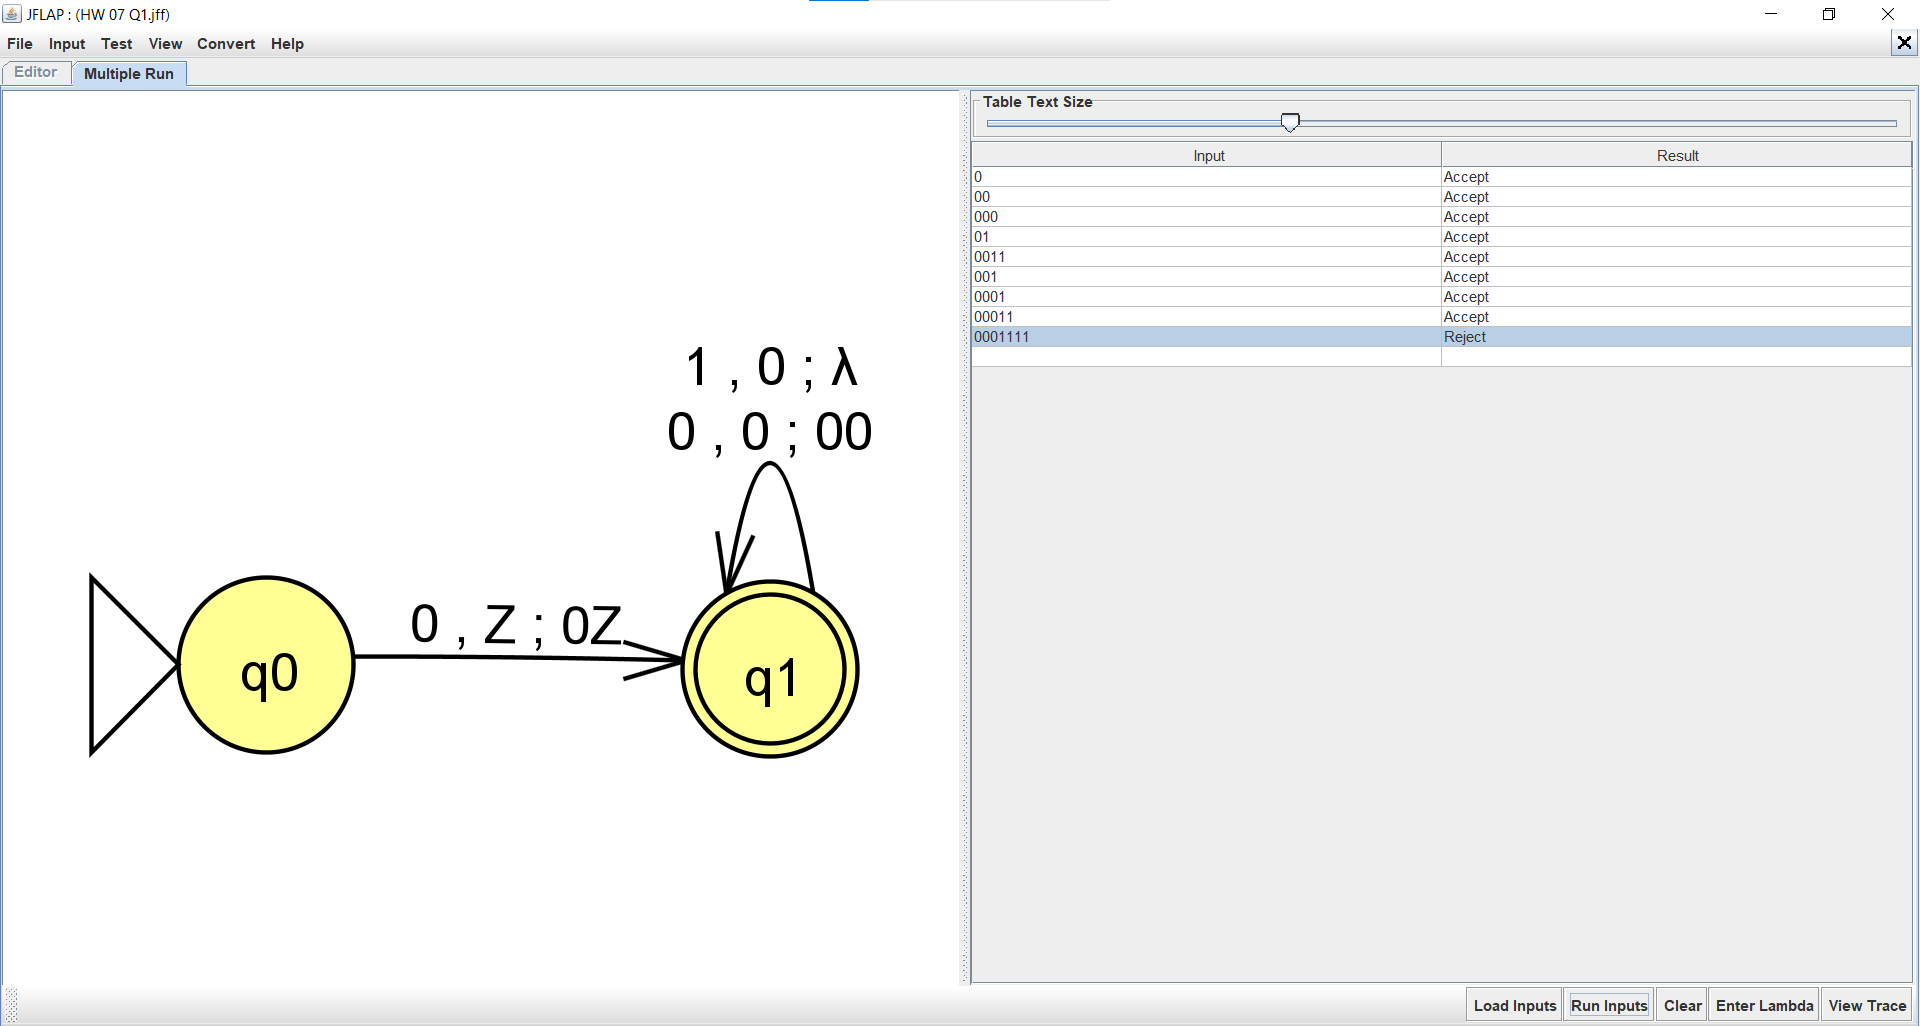 JFLAP : (HW 07 Q1.jff)
File Input Test View Convert Help
Editor Multiple Run
Table Text Size
Input Result
0 Accept
00 Accept
000 Accept
01 Accept
0011 Accept
001 Accept
0001 Accept
00011 Accept
0001111 Reject
1 , 0 ; λ
0 , 0 ; 00
0 , Z ; 0Z
q0
q1
Load Inputs Run Inputs Clear Enter Lambda View Trace